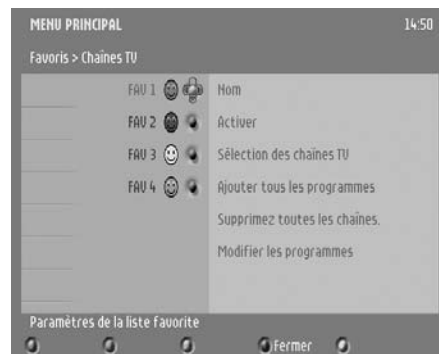 MENU PRINCIPAL 14:50
Favoris > Chaînes TV
FAV 1 Nom
FAV 2 Activer
FAV 3 Sélection des chaînes TV
FAV 4 Ajouter tous les programmes
Supprimez toutes les chaînes.
Modifier les programmes
Paramètres de la liste favorite
Fermer